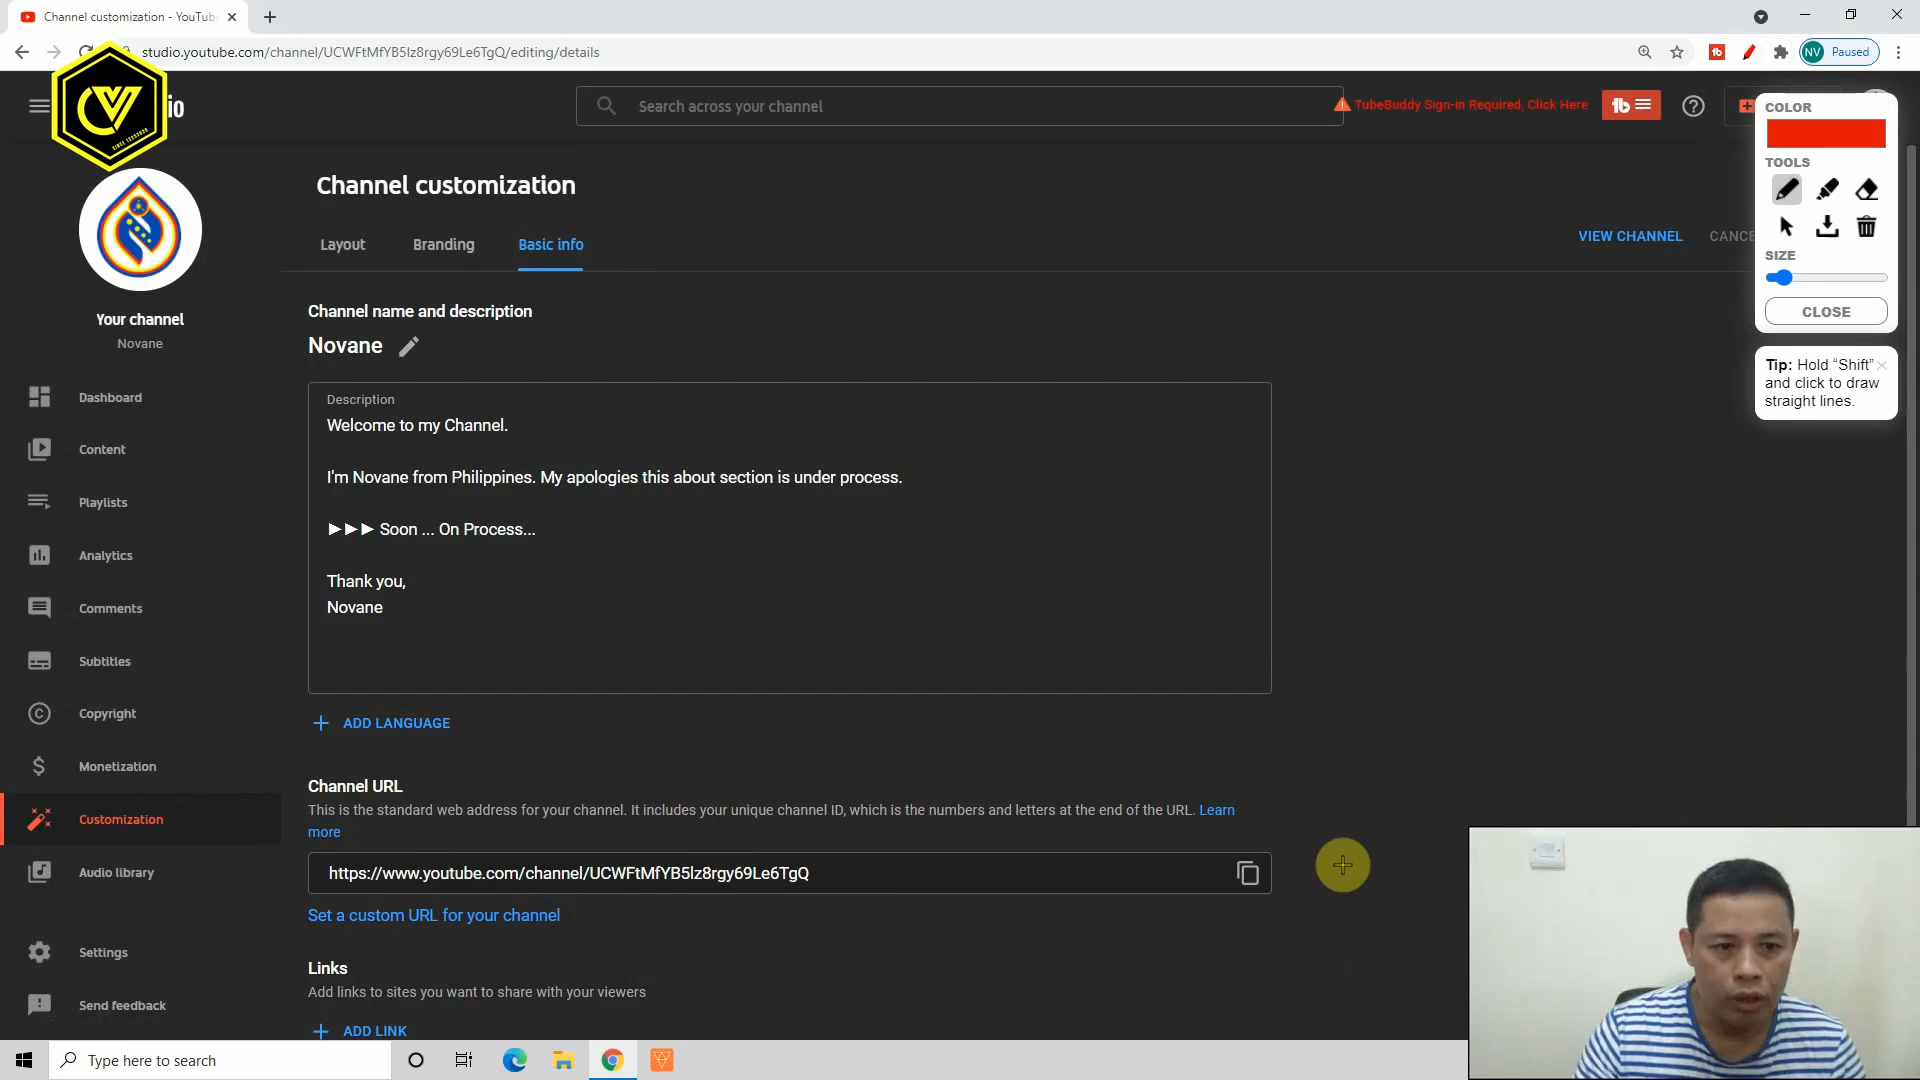 Channel customization - YouTub
studio.youtube.com/channel/UCWFtMfYB5lz8rgy69Le6TgQ/editing/details
NV Paused
io
Search across your channel
TubeBuddy Sign-in Required, Click Here
tb
COLOR
TOOLS
SIZE
CLOSE
Tip: Hold “Shift”
and click to draw
straight lines.
SINCE 12252020
Your channel
Novane
Dashboard
Content
Playlists
Analytics
Comments
Subtitles
Copyright
Monetization
Customization
Audio library
Settings
Send feedback
Channel customization
Layout
Branding
Basic info
VIEW CHANNEL
CANCE
Channel name and description
Novane
Description
Welcome to my Channel.
I'm Novane from Philippines. My apologies this about section is under process.
►►► Soon ... On Process...
Thank you,
Novane
ADD LANGUAGE
Channel URL
This is the standard web address for your channel. It includes your unique channel ID, which is the numbers and letters at the end of the URL. Learn
more
https://www.youtube.com/channel/UCWFtMfYB5lz8rgy69Le6TgQ
Set a custom URL for your channel
Links
Add links to sites you want to share with your viewers
ADD LINK
Type here to search